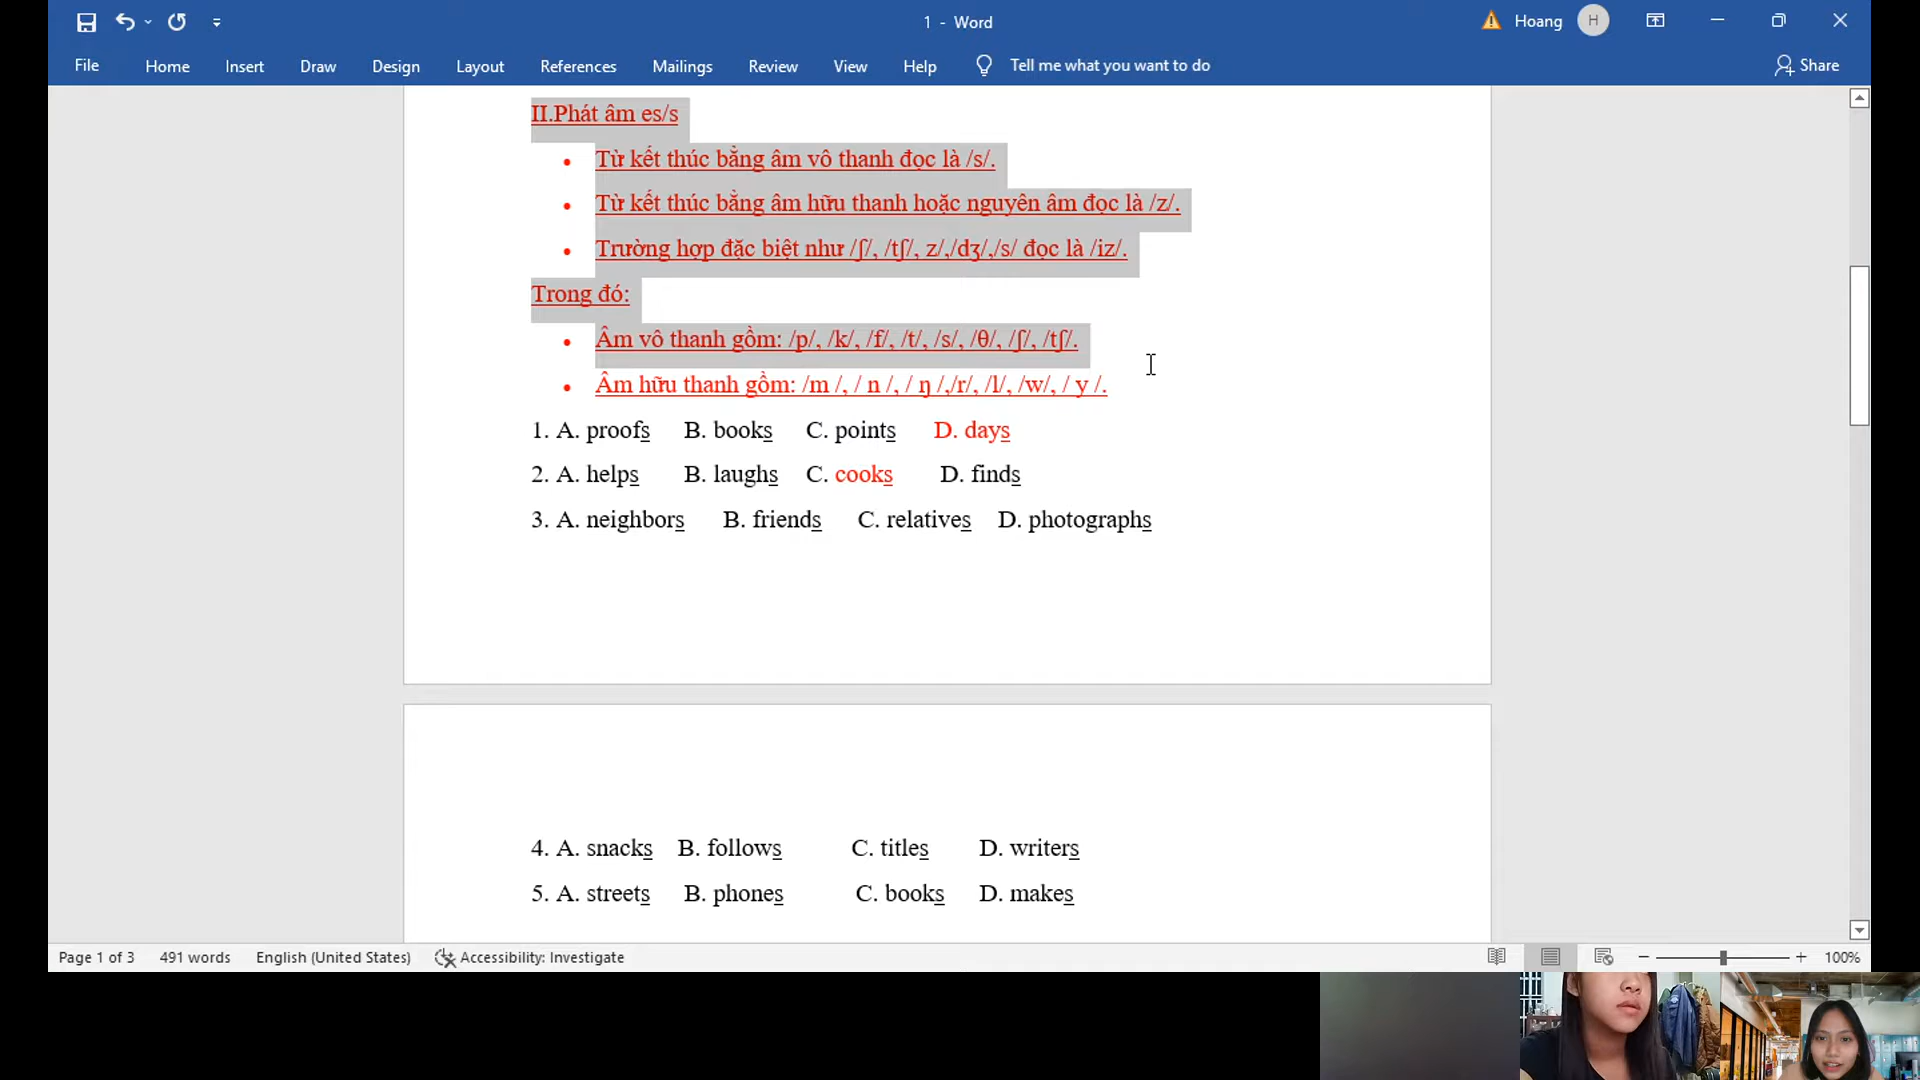 1 - Word
Hoang
H
File Home Insert Draw Design Layout References Mailings Review View Help Tell me what you want to do Share
II.Phát âm es/s
• Từ kết thúc bằng âm vô thanh đọc là /s/.
• Từ kết thúc bằng âm hữu thanh hoặc nguyên âm đọc là /z/.
• Trường hợp đặc biệt như /ʃ/, /tʃ/, z/,/dʒ/,/s/ đọc là /iz/.
Trong đó:
• Âm vô thanh gồm: /p/, /k/, /f/, /t/, /s/, /θ/, /ʃ/, /tʃ/.
• Âm hữu thanh gồm: /m /, / n /, / ŋ /,/r/, /l/, /w/, / y /.
1. A. proofs B. books C. points D. days
2. A. helps B. laughs C. cooks D. finds
3. A. neighbors B. friends C. relatives D. photographs
4. A. snacks B. follows C. titles D. writers
5. A. streets B. phones C. books D. makes
Page 1 of 3 491 words English (United States) Accessibility: Investigate 100%